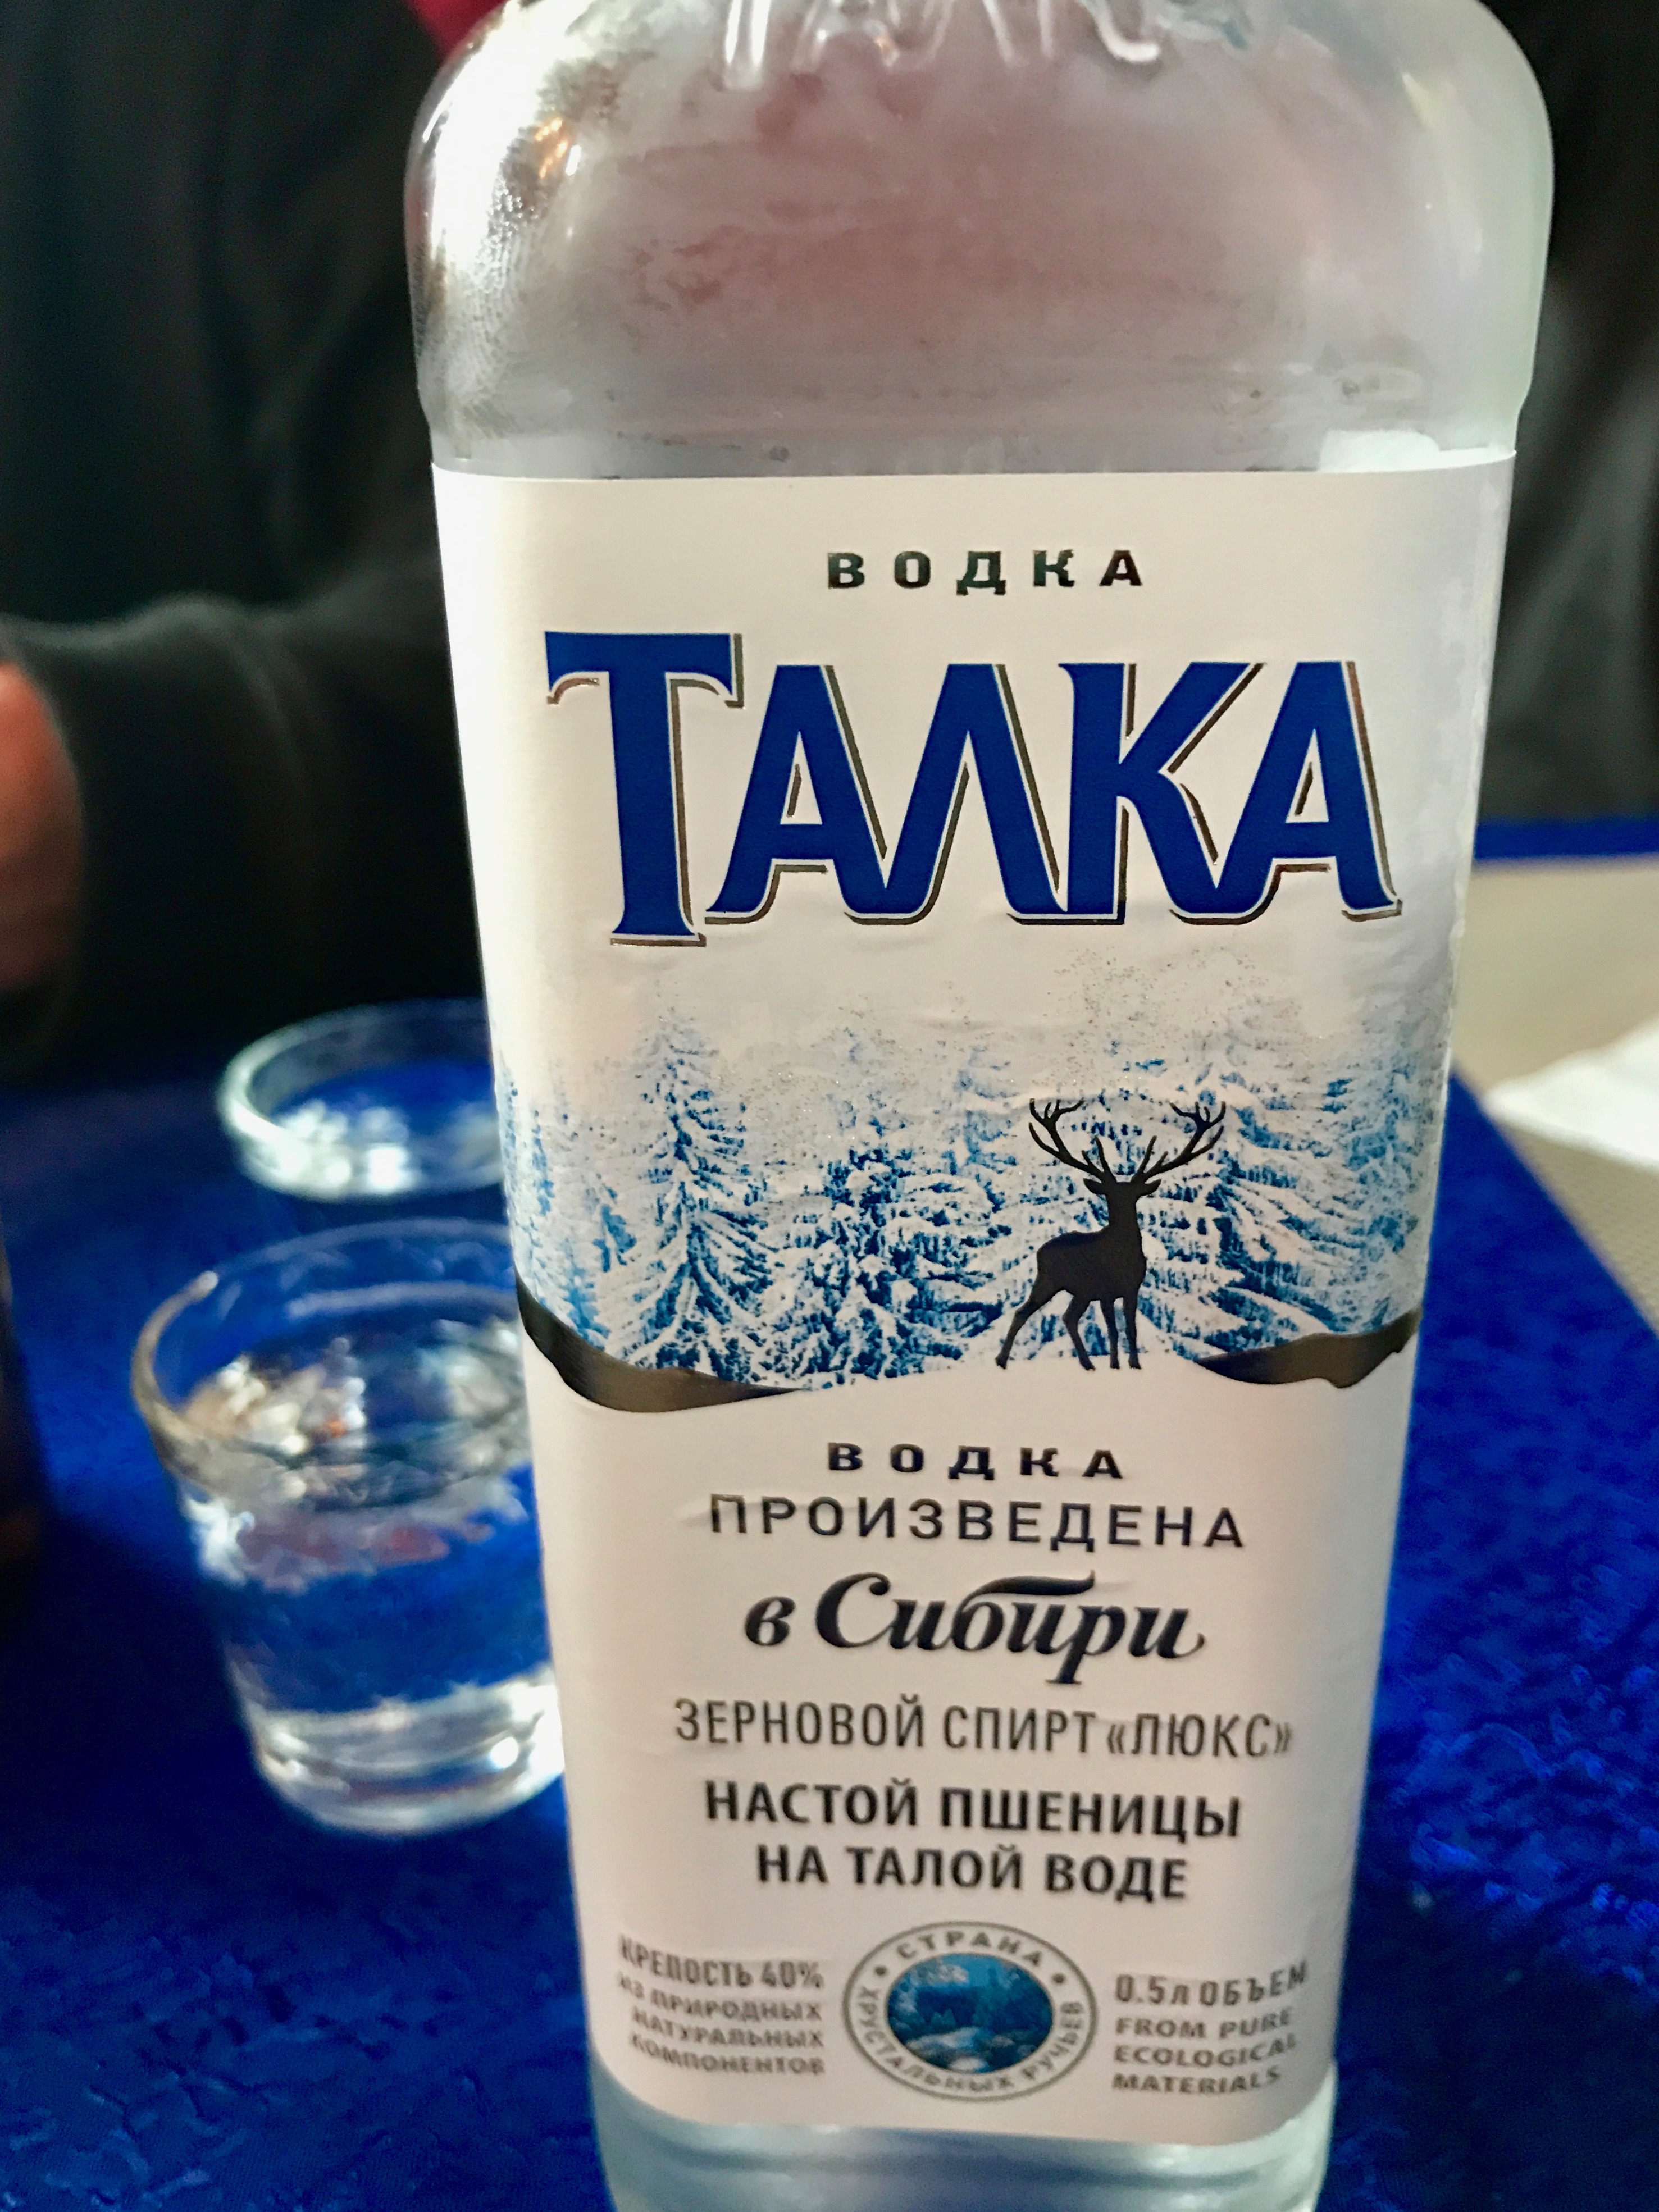 ВОДКА
ТАЛКА
ВОДКА
ПРОИЗВЕДЕНА
в Сибири
ЗЕРНОВОЙ СПИРТ «ЛЮКС»
НАСТОЙ ПШЕНИЦЫ
НА ТАЛОЙ ВОДЕ
КРЕПОСТЬ 40%
ИЗ ПРИРОДНЫХ
НАТУРАЛЬНЫХ
КОМПОНЕНТОВ
СТРАНА
ХРУСТАЛЬНЫХ РУЧЬЕВ
0.5л ОБЪЕМ
FROM PURE
ECOLOGICAL
MATERIALS